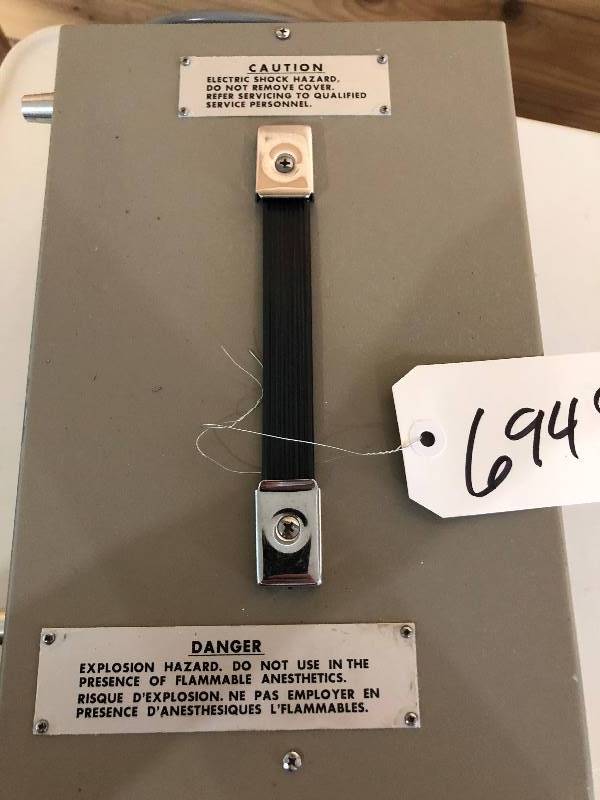 CAUTION
ELECTRIC SHOCK HAZARD,
DO NOT REMOVE COVER.
REFER SERVICING TO QUALIFIED
SERVICE PERSONNEL.
694
DANGER
EXPLOSION HAZARD. DO NOT USE IN THE
PRESENCE OF FLAMMABLE ANESTHETICS.
RISQUE D'EXPLOSION. NE PAS EMPLOYER EN
PRESENCE D'ANESTHESIQUES L'FLAMMABLES.